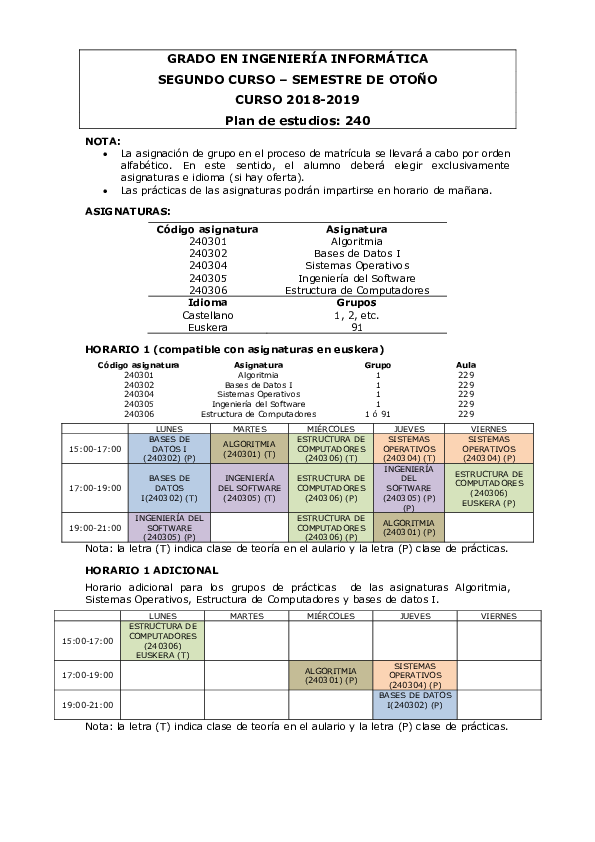 GRADO EN INGENIERÍA INFORMÁTICA
SEGUNDO CURSO – SEMESTRE DE OTOÑO
CURSO 2018-2019
Plan de estudios: 240
NOTA:
• La asignación de grupo en el proceso de matrícula se llevará a cabo por orden
alfabético. En este sentido, el alumno deberá elegir exclusivamente
asignaturas e idioma (si hay oferta).
• Las prácticas de las asignaturas podrán impartirse en horario de mañana.
ASIGNATURAS:
Código asignatura Asignatura
240301 Algoritmia
240302 Bases de Datos I
240304 Sistemas Operativos
240305 Ingeniería del Software
240306 Estructura de Computadores
Idioma Grupos
Castellano 1, 2, etc.
Euskera 91
HORARIO 1 (compatible con asignaturas en euskera)
Código asignatura Asignatura Grupo Aula
240301 Algoritmia 1 229
240302 Bases de Datos I 1 229
240304 Sistemas Operativos 1 229
240305 Ingeniería del Software 1 229
240306 Estructura de Computadores 1 ó 91 229
LUNES MARTES MIÉRCOLES JUEVES VIERNES
15:00-17:00
BASES DE
DATOS I
(240302) (P)
ALGORITMIA
(240301) (T)
ESTRUCTURA DE
COMPUTADORES
(240306) (T)
SISTEMAS
OPERATIVOS
(240304) (T)
SISTEMAS
OPERATIVOS
(240304) (P)
17:00-19:00
BASES DE
DATOS
I(240302) (T)
INGENIERÍA
DEL SOFTWARE
(240305) (T)
ESTRUCTURA DE
COMPUTADORES
(240306) (P)
INGENIERÍA
DEL
SOFTWARE
(240305) (P)
(P)
ESTRUCTURA DE
COMPUTADORES
(240306)
EUSKERA (P)
19:00-21:00
INGENIERÍA DEL
SOFTWARE
(240305) (P)
ESTRUCTURA DE
COMPUTADORES
(240306) (P)
ALGORITMIA
(240301) (P)
Nota: la letra (T) indica clase de teoría en el aulario y la letra (P) clase de prácticas.
HORARIO 1 ADICIONAL
Horario adicional para los grupos de prácticas de las asignaturas Algoritmia,
Sistemas Operativos, Estructura de Computadores y bases de datos I.
LUNES MARTES MIÉRCOLES JUEVES VIERNES
15:00-17:00
ESTRUCTURA DE
COMPUTADORES
(240306)
EUSKERA (T)
17:00-19:00
ALGORITMIA
(240301) (P)
SISTEMAS
OPERATIVOS
(240304) (P)
19:00-21:00
BASES DE DATOS
I(240302) (P)
Nota: la letra (T) indica clase de teoría en el aulario y la letra (P) clase de prácticas.